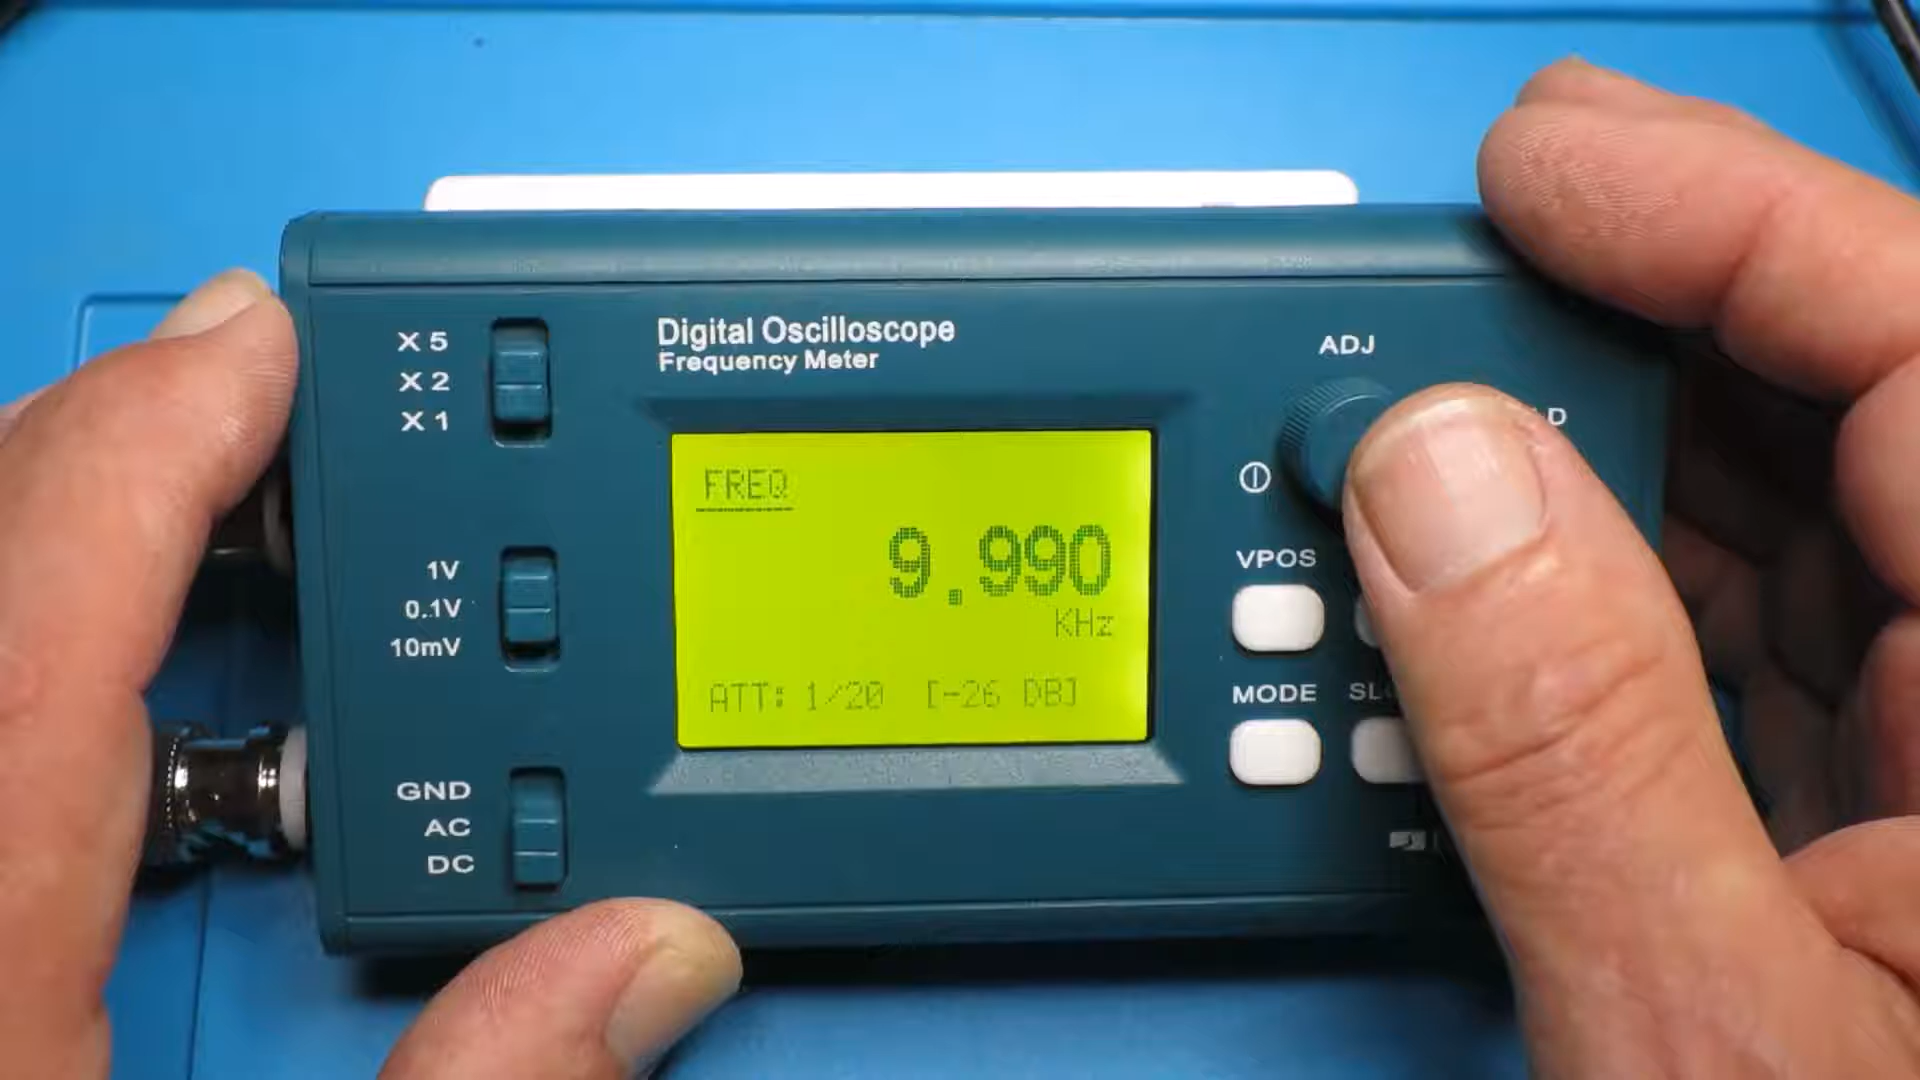 X 5
X 2
X 1
Digital Oscilloscope
Frequency Meter
ADJ
1V
0.1V
10mV
FREQ
9.990
KHz
ATT: 1/20 [-26 DB]
VPOS
MODE
GND
AC
DC